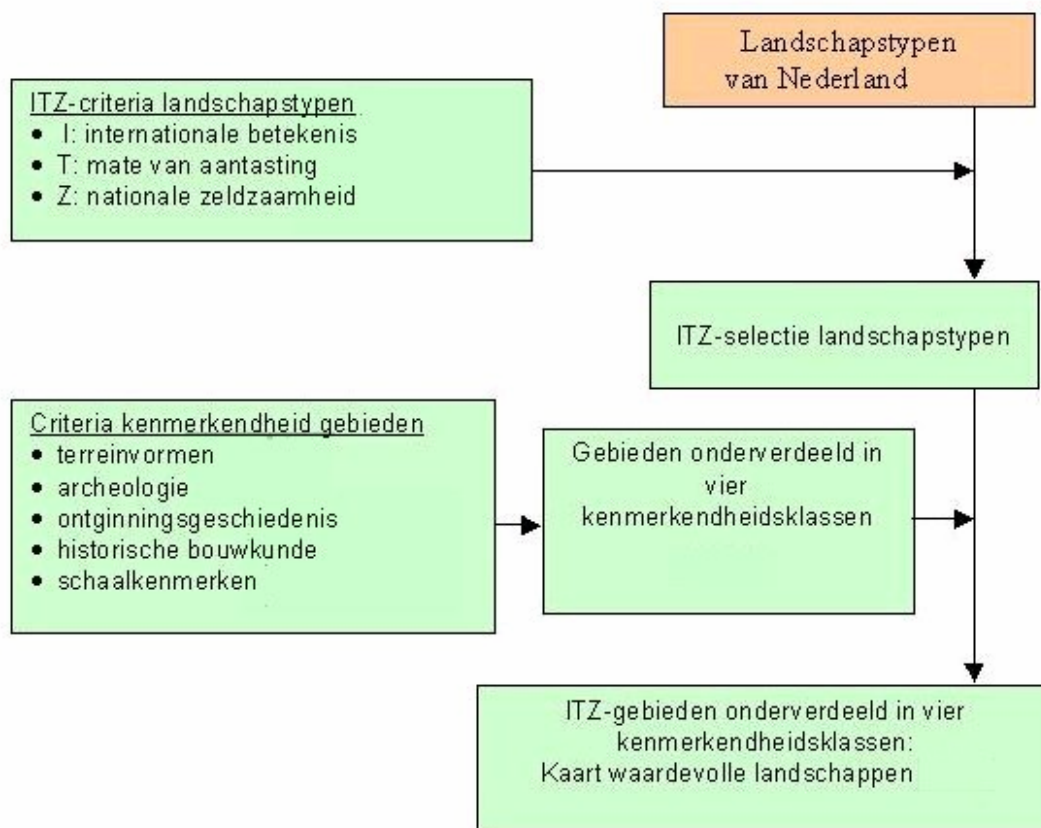 Landschapstypen
van Nederland
ITZ-criteria landschapstypen
• I: internationale betekenis
• T: mate van aantasting
• Z: nationale zeldzaamheid
ITZ-selectie landschapstypen
Criteria kenmerkendheid gebieden
• terreinvormen
• archeologie
• ontginningsgeschiedenis
• historische bouwkunde
• schaalkenmerken
Gebieden onderverdeeld in
vier
kenmerkendheidsklassen
ITZ-gebieden onderverdeeld in vier
kenmerkendheidsklassen:
Kaart waardevolle landschappen